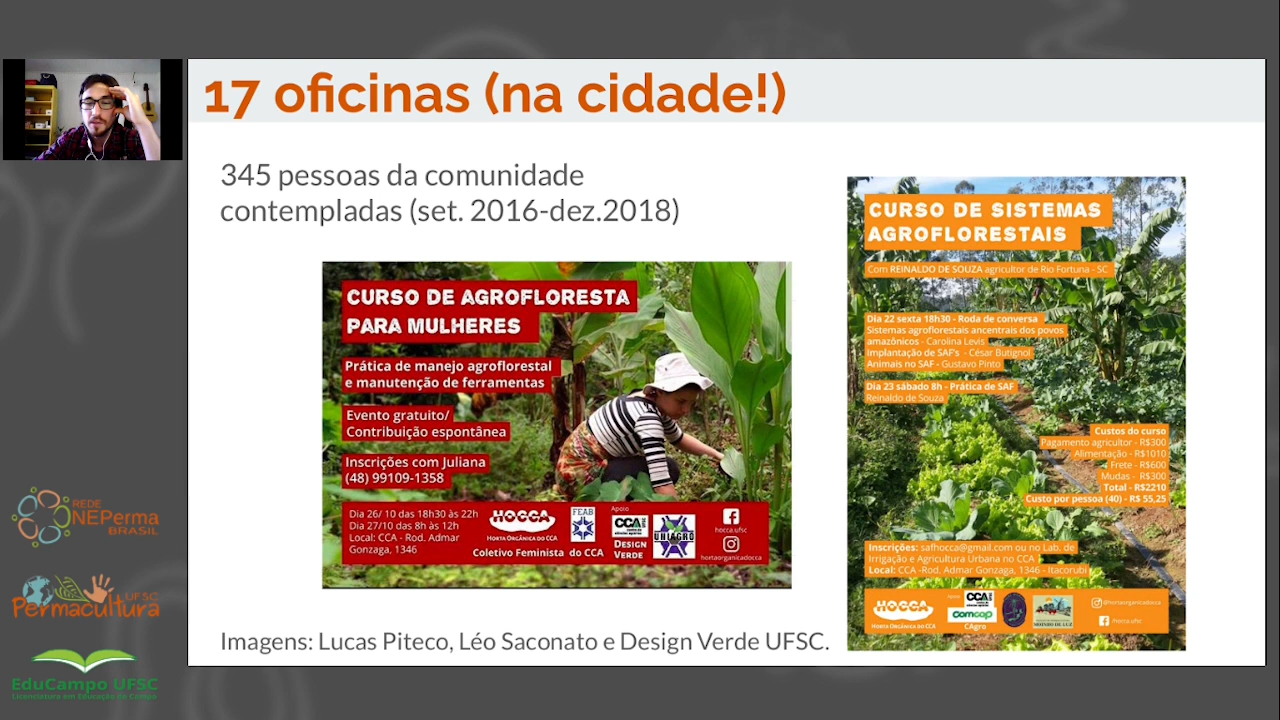 17 oficinas (na cidade!)
345 pessoas da comunidade
contempladas (set. 2016-dez.2018)
CURSO DE AGROFLORESTA
PARA MULHERES
Prática de manejo agroflorestal
e manutenção de ferramentas
Evento gratuito/
Contribuição espontânea
Inscrições com Juliana
(48) 99109-1358
Dia 26/ 10 das 18h30 às 22h
Dia 27/10 das 8h às 12h
Local: CCA - Rod. Admar
Gonzaga, 1346
HOCCA
HORTA ORGÂNICA DO CCA
FEAB
Coletivo Feminista do CCA
Apoio
CCA
DESIGN
VERDE
UNIAGRO
hocca.ufsc
hortaorganicadocca
CURSO DE SISTEMAS
AGROFLORESTAIS
Com REINALDO DE SOUZA agricultor de Rio Fortuna - SC
Dia 22 sexta 18h30 - Roda de conversa
Sistemas agroflorestais ancentrais dos povos
amazônicos - Carolina Levis
Implantação de SAF's - César Butignol
Animais no SAF - Gustavo Pinto
Dia 23 sábado 8h - Prática de SAF
Reinaldo de Souza
Custos do curso
Pagamento agricultor - R$300
Alimentação - R$1010
Frete - R$600
Mudas - R$300
Total - R$2210
Custo por pessoa (40) - R$ 55,25
Inscrições: safhocca@gmail.com ou no Lab. de
Irrigação e Agricultura Urbana no CCA
Local: CCA -Rod. Admar Gonzaga, 1346 - Itacorubi
HOCCA
HORTA ORGÂNICA DO CCA
Apoio
CCA
comcap
CAgro
MOINHO DE LUZ
@hortaorganicadocca
/hocca.ufsc
Imagens: Lucas Piteco, Léo Saconato e Design Verde UFSC.
REDE
NEPerma
BRASIL
UFSC
Permacultura
EduCampo UFSC
Licenciatura em Educação do Campo